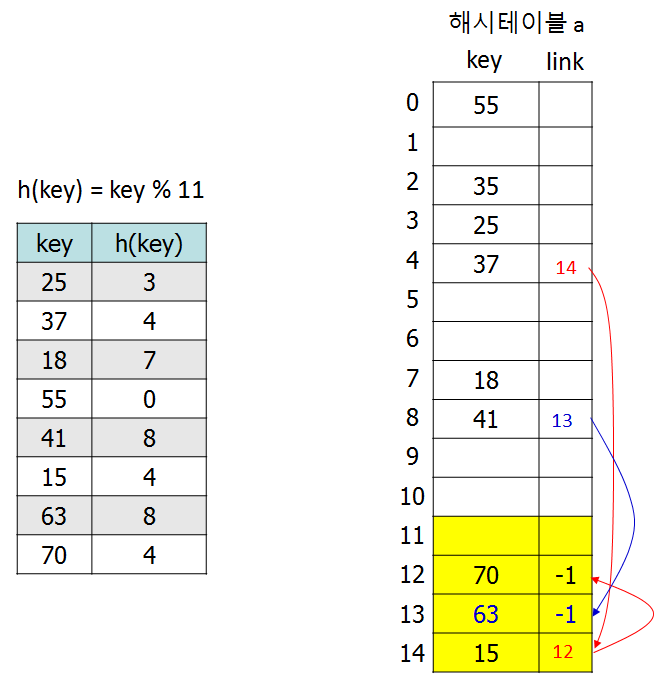 h(key) = key % 11
key h(key)
25 3
37 4
18 7
55 0
41 8
15 4
63 8
70 4
해시테이블 a
key link
0 55
1
2 35
3 25
4 37 14
5
6
7 18
8 41 13
9
10
11
12 70 -1
13 63 -1
14 15 12